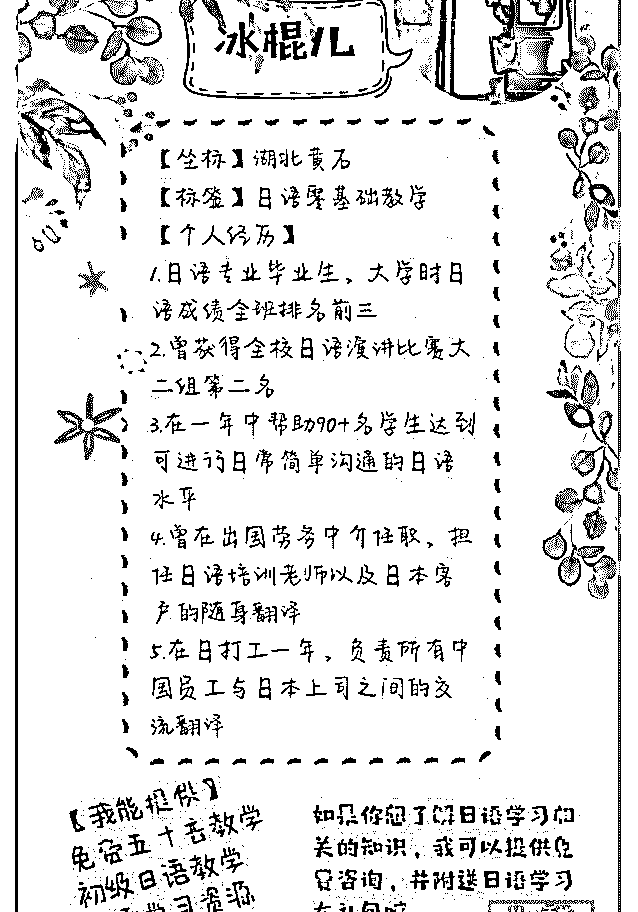 冰棍儿
【坐标】湖北黄石
【标签】日语零基础教学
【个人经历】
1.日语专业毕业生，大学时日
语成绩全班排名前三
2.曾获得全校日语演讲比赛大
二组第二名
3.在一年中帮助90+名学生达到
可进行日常简单沟通的日语
水平
4.曾在出国劳务中介任职，担
任日语培训老师以及日本客
户的随身翻译
5.在日打工一年，负责所有中
国员工与日本上司之间的交
流翻译
【我能提供】
免费五十音教学
初级日语教学
学习资源
如果你想了解日语学习相
关的知识，我可以提供免
费咨询，并附送日语学习